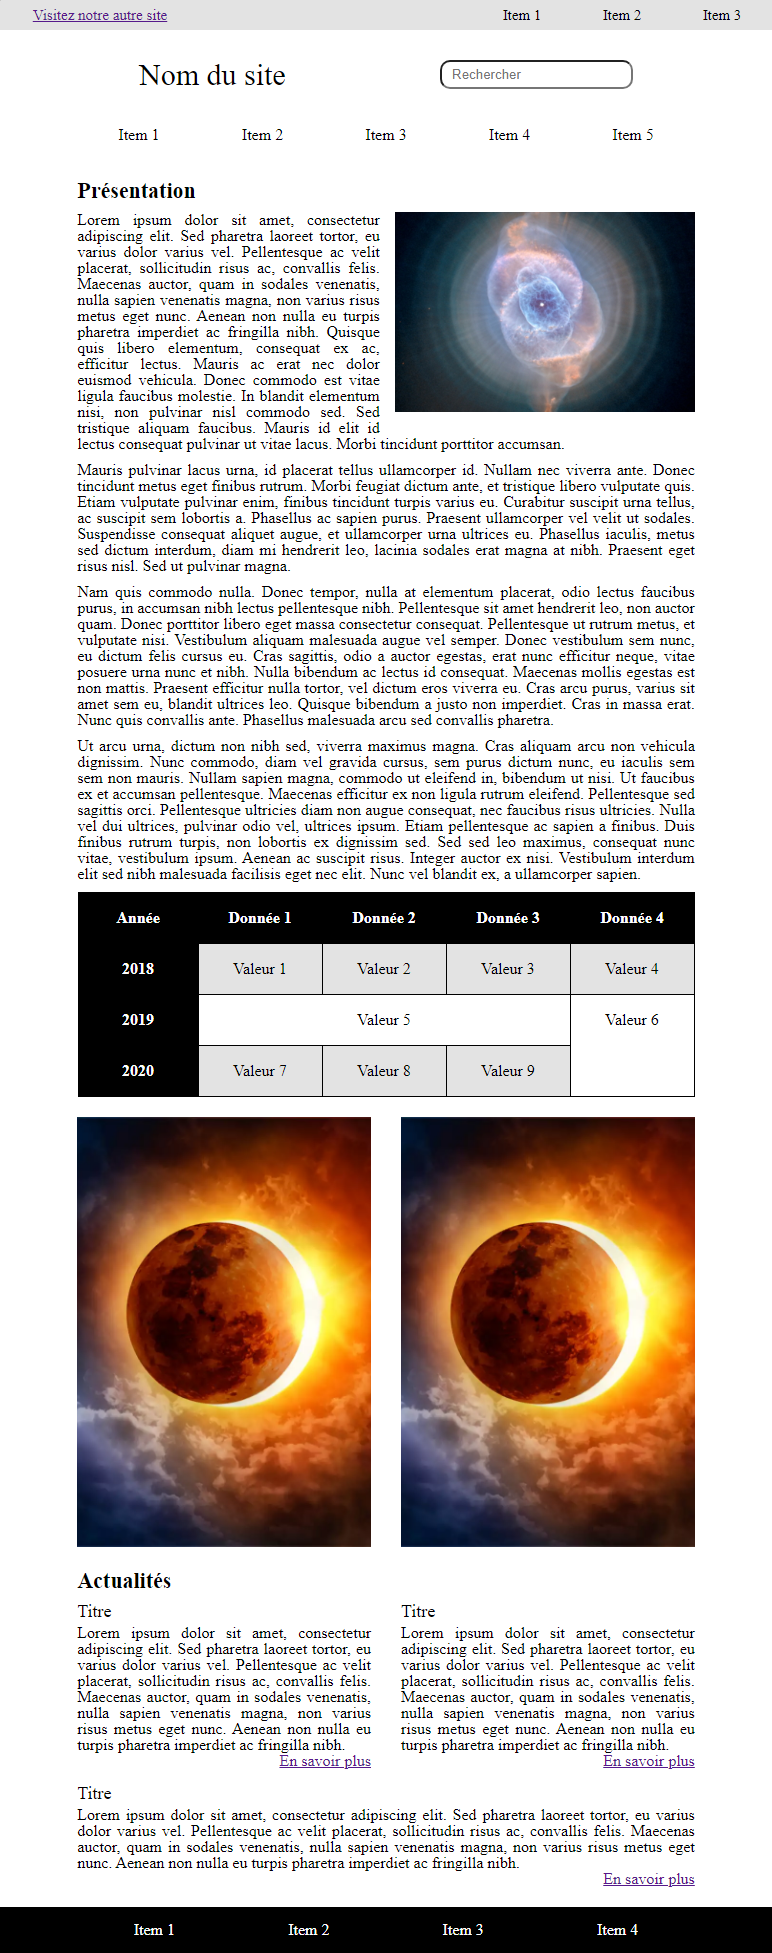 Visitez notre autre site Item 1 Item 2 Item 3
Nom du site Rechercher
Item 1 Item 2 Item 3 Item 4 Item 5
Présentation
Lorem ipsum dolor sit amet, consectetur
adipiscing elit. Sed pharetra laoreet tortor, eu
varius dolor varius vel. Pellentesque ac velit
placerat, sollicitudin risus ac, convallis felis.
Maecenas auctor, quam in sodales venenatis,
nulla sapien venenatis magna, non varius risus
metus eget nunc. Aenean non nulla eu turpis
pharetra imperdiet ac fringilla nibh. Quisque
quis libero elementum, consequat ex ac,
efficitur lectus. Mauris ac erat nec dolor
euismod vehicula. Donec commodo est vitae
ligula faucibus molestie. In blandit elementum
nisi, non pulvinar nisl commodo sed. Sed
tristique aliquam faucibus. Mauris id elit id
lectus consequat pulvinar ut vitae lacus. Morbi tincidunt porttitor accumsan.
Mauris pulvinar lacus urna, id placerat tellus ullamcorper id. Nullam nec viverra ante. Donec
tincidunt metus eget finibus rutrum. Morbi feugiat dictum ante, et tristique libero vulputate quis.
Etiam vulputate pulvinar enim, finibus tincidunt turpis varius eu. Curabitur suscipit urna tellus,
ac suscipit sem lobortis a. Phasellus ac sapien purus. Praesent ullamcorper vel velit ut sodales.
Suspendisse consequat aliquet augue, et ullamcorper urna ultrices eu. Phasellus iaculis, metus
sed dictum interdum, diam mi hendrerit leo, lacinia sodales erat magna at nibh. Praesent eget
risus nisl. Sed ut pulvinar magna.
Nam quis commodo nulla. Donec tempor, nulla at elementum placerat, odio lectus faucibus
purus, in accumsan nibh lectus pellentesque nibh. Pellentesque sit amet hendrerit leo, non auctor
quam. Donec porttitor libero eget massa consectetur consequat. Pellentesque ut rutrum metus, et
vulputate nisi. Vestibulum aliquam malesuada augue vel semper. Donec vestibulum sem nunc,
eu dictum felis cursus eu. Cras sagittis, odio a auctor egestas, erat nunc efficitur neque, vitae
posuere urna nunc et nibh. Nulla bibendum ac lectus id consequat. Maecenas mollis egestas est
non mattis. Praesent efficitur nulla tortor, vel dictum eros viverra eu. Cras arcu purus, varius sit
amet sem eu, blandit ultrices leo. Quisque bibendum a justo non imperdiet. Cras in massa erat.
Nunc quis convallis ante. Phasellus malesuada arcu sed convallis pharetra.
Ut arcu urna, dictum non nibh sed, viverra maximus magna. Cras aliquam arcu non vehicula
dignissim. Nunc commodo, diam vel gravida cursus, sem purus dictum nunc, eu iaculis sem
sem non mauris. Nullam sapien magna, commodo ut eleifend in, bibendum ut nisi. Ut faucibus
ex et accumsan pellentesque. Maecenas efficitur ex non ligula rutrum eleifend. Pellentesque sed
sagittis orci. Pellentesque ultricies diam non augue consequat, nec faucibus risus ultricies. Nulla
vel dui ultrices, pulvinar odio vel, ultrices ipsum. Etiam pellentesque ac sapien a finibus. Duis
finibus rutrum turpis, non lobortis ex dignissim sed. Sed sed leo maximus, consequat nunc
vitae, vestibulum ipsum. Aenean ac suscipit risus. Integer auctor ex nisi. Vestibulum interdum
elit sed nibh malesuada facilisis eget nec elit. Nunc vel blandit ex, a ullamcorper sapien.
Année Donnée 1 Donnée 2 Donnée 3 Donnée 4
2018 Valeur 1 Valeur 2 Valeur 3 Valeur 4
2019 Valeur 5 Valeur 6
2020 Valeur 7 Valeur 8 Valeur 9
Actualités
Titre
Lorem ipsum dolor sit amet, consectetur
adipiscing elit. Sed pharetra laoreet tortor, eu
varius dolor varius vel. Pellentesque ac velit
placerat, sollicitudin risus ac, convallis felis.
Maecenas auctor, quam in sodales venenatis,
nulla sapien venenatis magna, non varius
risus metus eget nunc. Aenean non nulla eu
turpis pharetra imperdiet ac fringilla nibh.
En savoir plus
Titre
Lorem ipsum dolor sit amet, consectetur
adipiscing elit. Sed pharetra laoreet tortor, eu
varius dolor varius vel. Pellentesque ac velit
placerat, sollicitudin risus ac, convallis felis.
Maecenas auctor, quam in sodales venenatis,
nulla sapien venenatis magna, non varius
risus metus eget nunc. Aenean non nulla eu
turpis pharetra imperdiet ac fringilla nibh.
En savoir plus
Titre
Lorem ipsum dolor sit amet, consectetur adipiscing elit. Sed pharetra laoreet tortor, eu varius
dolor varius vel. Pellentesque ac velit placerat, sollicitudin risus ac, convallis felis. Maecenas
auctor, quam in sodales venenatis, nulla sapien venenatis magna, non varius risus metus eget
nunc. Aenean non nulla eu turpis pharetra imperdiet ac fringilla nibh.
En savoir plus
Item 1 Item 2 Item 3 Item 4